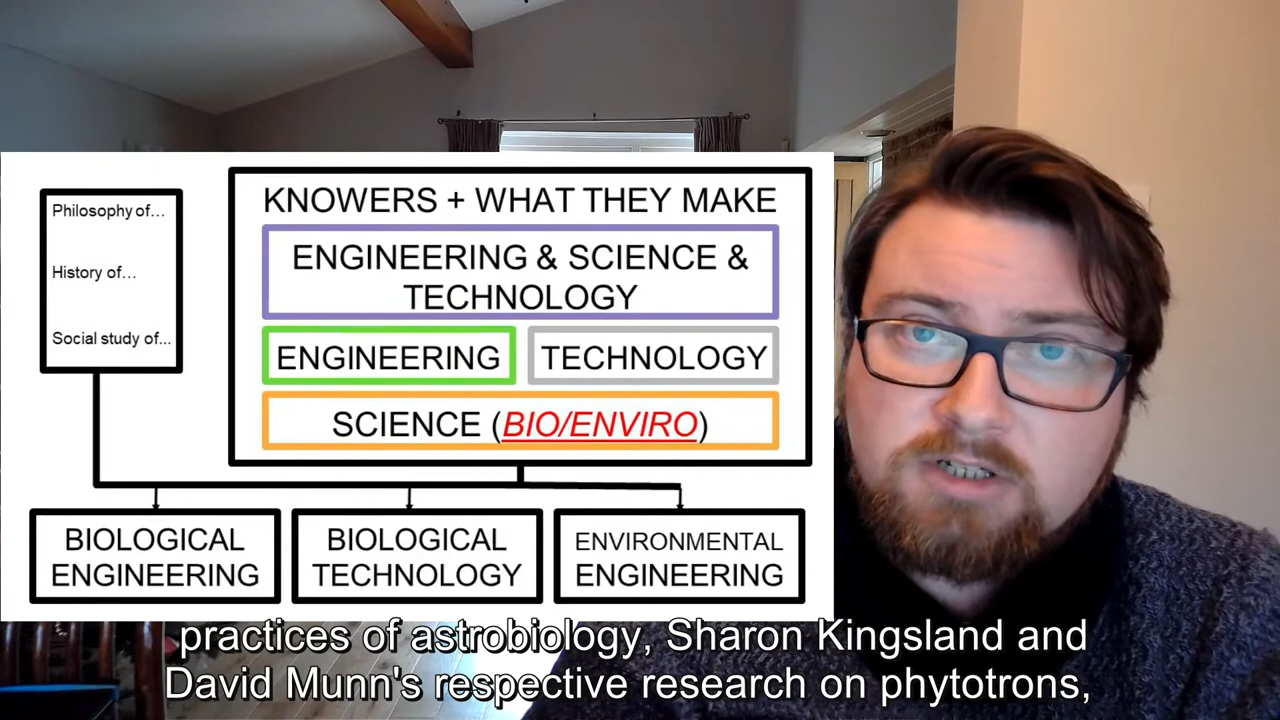 Philosophy of...
History of...
Social study of...
KNOWERS + WHAT THEY MAKE
ENGINEERING & SCIENCE &
TECHNOLOGY
ENGINEERING
TECHNOLOGY
SCIENCE (BIO/ENVIRO)
BIOLOGICAL
ENGINEERING
BIOLOGICAL
TECHNOLOGY
ENVIRONMENTAL
ENGINEERING
practices of astrobiology, Sharon Kingsland and
David Munn's respective research on phytotrons,